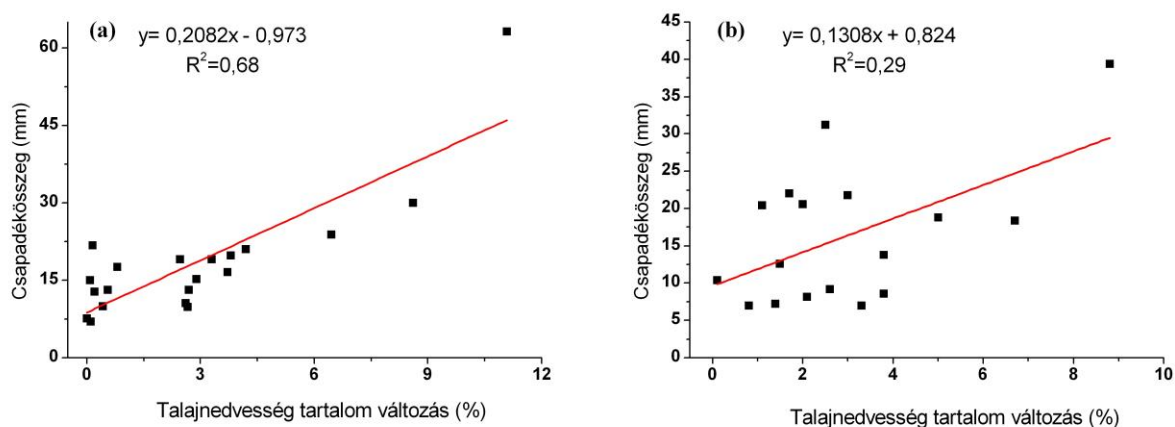 (a) y= 0,2082x - 0,973
R²=0,68
Csapadékösszeg (mm)
60
45
30
15
0
0 3 6 9 12
Talajnedvesség tartalom változás (%)
(b) y= 0,1308x + 0,824
R²=0,29
Csapadékösszeg (mm)
45
40
35
30
25
20
15
10
5
0
0 2 4 6 8 10
Talajnedvesség tartalom változás (%)